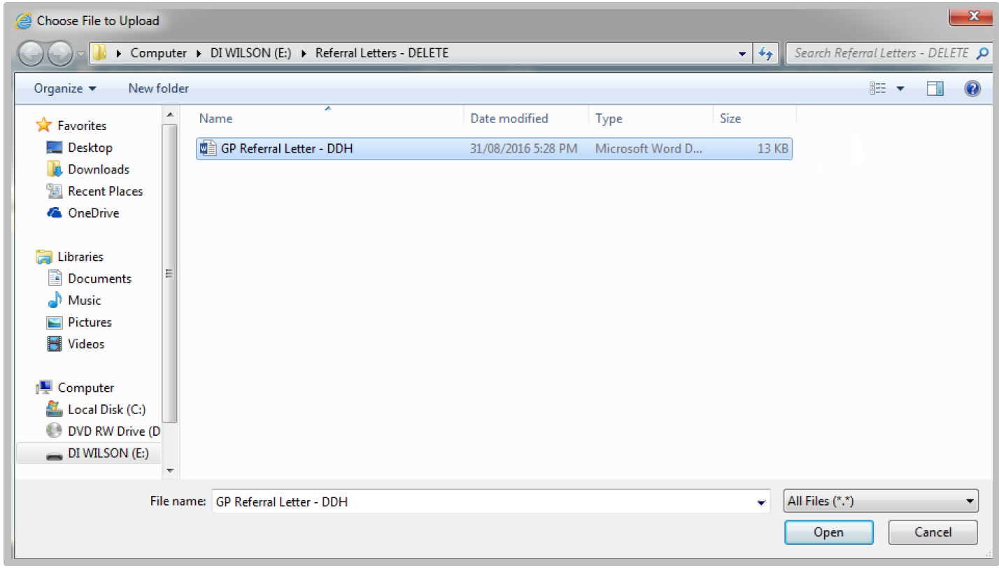 Choose File to Upload
x
Computer DI WILSON (E:) Referral Letters - DELETE Search Referral Letters - DELETE
Organize New folder ?
Favorites
Desktop
Downloads
Recent Places
OneDrive
Libraries
Documents
Music
Pictures
Videos
Computer
Local Disk (C:)
DVD RW Drive (D
DI WILSON (E:)
Name Date modified Type Size
GP Referral Letter - DDH 31/08/2016 5:28 PM Microsoft Word D... 13 KB
File name: GP Referral Letter - DDH All Files (*.*)
Open Cancel